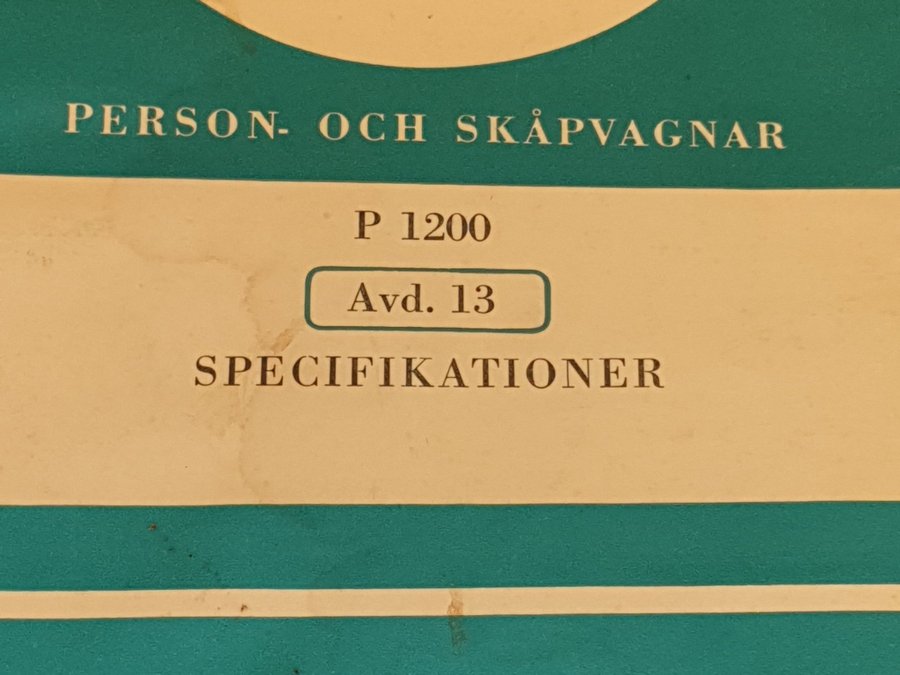 PERSON- OCH SKÅPVAGNAR
P 1200
Avd. 13
SPECIFIKATIONER